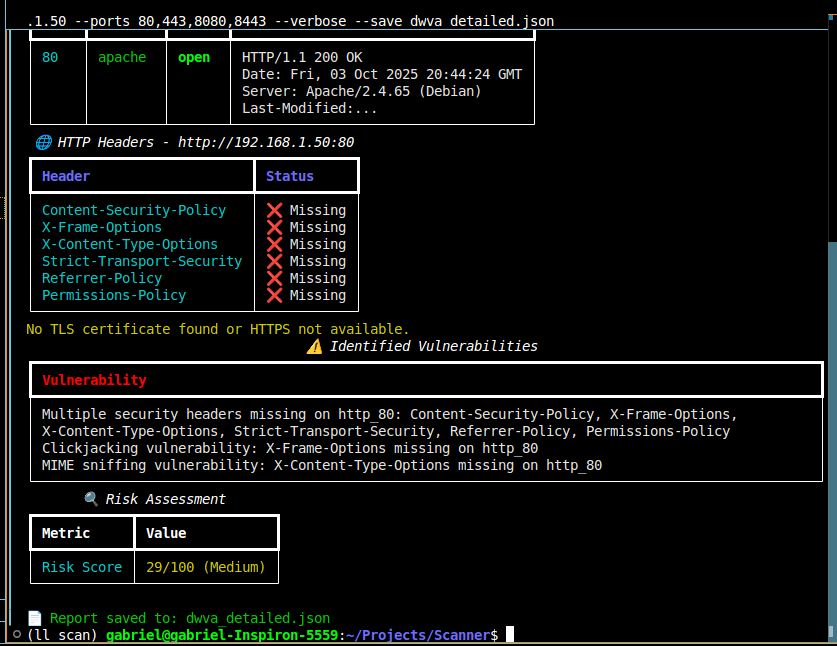 .1.50 --ports 80,443,8080,8443 --verbose --save dwva_detailed.json
80 apache open HTTP/1.1 200 OK
Date: Fri, 03 Oct 2025 20:44:24 GMT
Server: Apache/2.4.65 (Debian)
Last-Modified:...
HTTP Headers - http://192.168.1.50:80
Header Status
Content-Security-Policy ❌ Missing
X-Frame-Options ❌ Missing
X-Content-Type-Options ❌ Missing
Strict-Transport-Security ❌ Missing
Referrer-Policy ❌ Missing
Permissions-Policy ❌ Missing
No TLS certificate found or HTTPS not available.
⚠️ Identified Vulnerabilities
Vulnerability
Multiple security headers missing on http_80: Content-Security-Policy, X-Frame-Options,
X-Content-Type-Options, Strict-Transport-Security, Referrer-Policy, Permissions-Policy
Clickjacking vulnerability: X-Frame-Options missing on http_80
MIME sniffing vulnerability: X-Content-Type-Options missing on http_80
🔍 Risk Assessment
Metric Value
Risk Score 29/100 (Medium)
📄 Report saved to: dwva_detailed.json
(ll_scan) gabriel@gabriel-Inspiron-5559:~/Projects/Scanner$